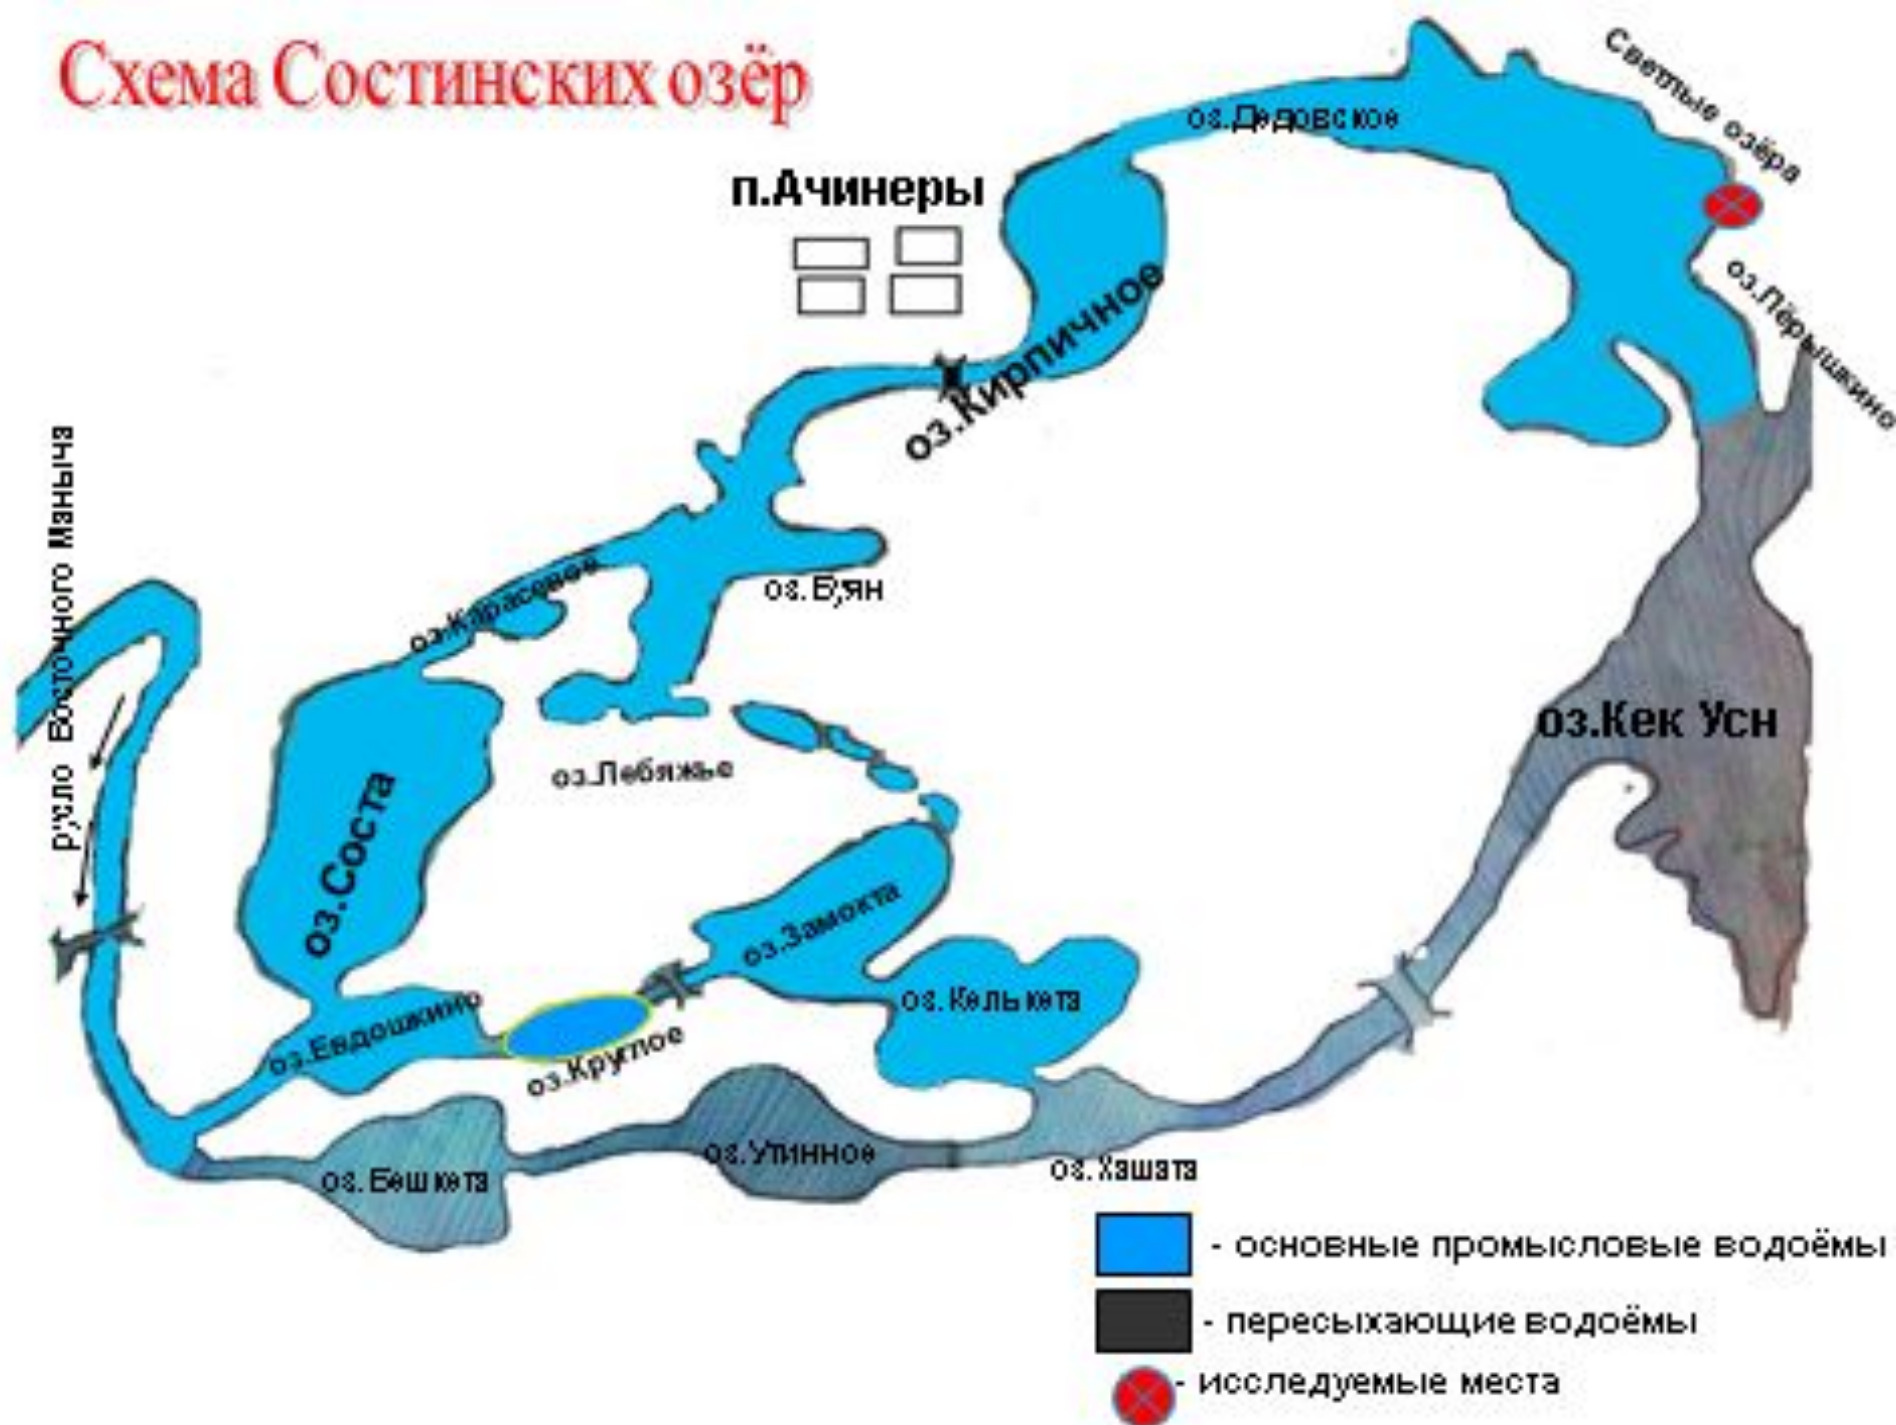 Схема Состинских озёр
Светлые озёра
оз.Дедовское
п.Ачинеры
оз.Пёрышкино
оз.Кирпичное
русло Восточного Маныча
оз.Карасевое
оз.Буян
оз.Кек Усн
оз.Лебяжье
оз.Соста
оз.Замокта
оз.Келькета
оз.Евдошкино
оз.Круглое
оз.Утинное
оз.Хашата
оз.Бешкета
- основные промысловые водоёмы
- пересыхающие водоёмы
- исследуемые места